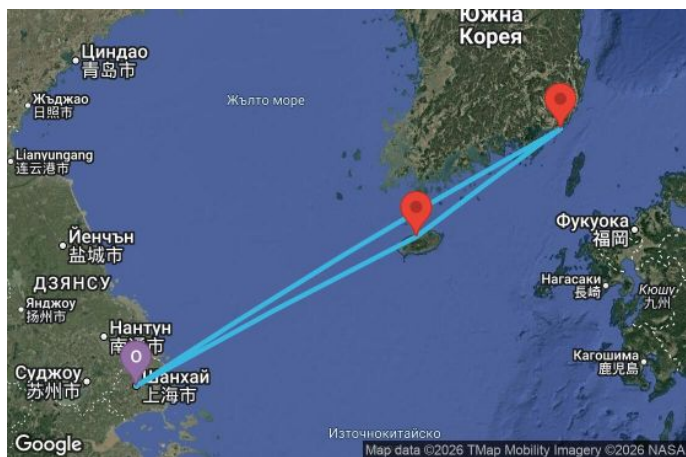 Южна
Корея
Циндао
青岛市
Жъджао
日照市
Жълто море
Lianyungang
连云港市
Йенчън
盐城市
Фукуока
福岡
ДЗЯНСУ
Янджоу
扬州市
Нагасаки
長崎
Кюшу
九州
Нантун
南通市
O
Шанхай
上海市
Суджоу
苏州市
Кагошима
鹿児島
Източнокитайско
Google
Map data ©2026 TMap Mobility Imagery ©2026 NASA